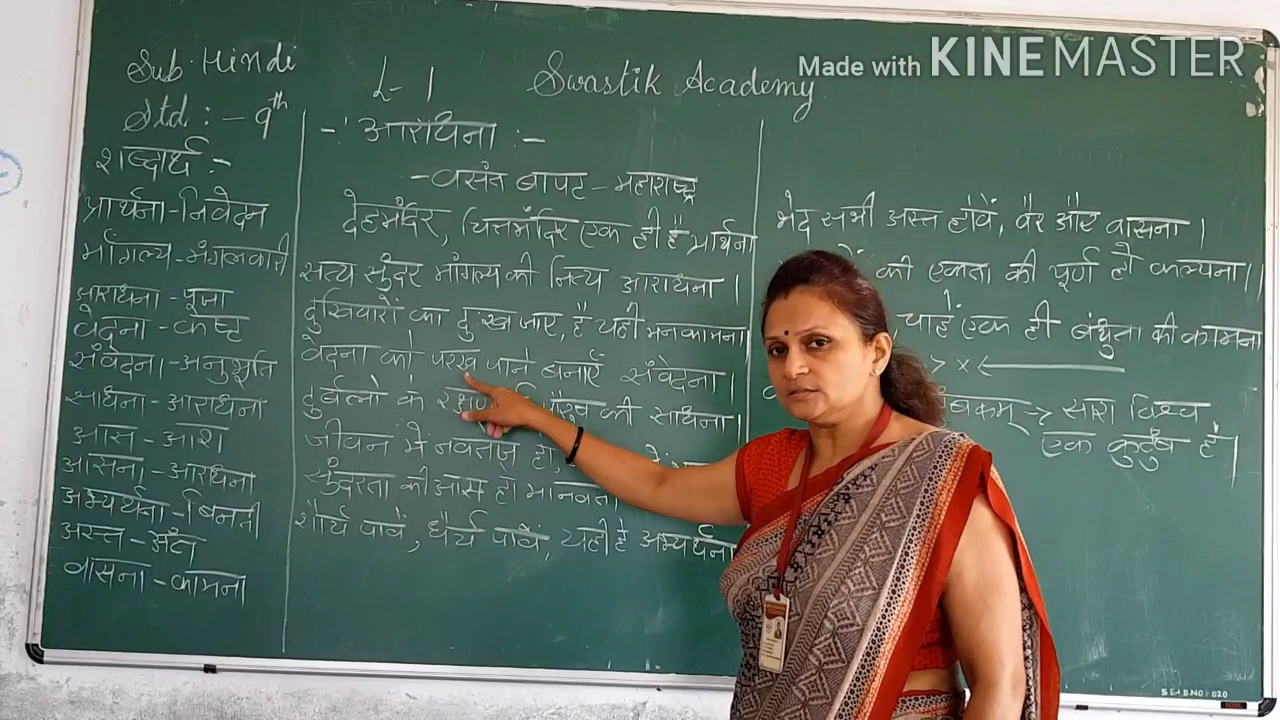 Made with KINEMASTER
Sub Hindi
Std :- 9th
L-1
Swastik Academy
शब्दार्थ :-
प्रार्थना - निवेदन
मांगल्य - मंगलकारी
आराधना - पूजा
वेदना - कष्ट
संवेदना - अनुभूति
साधना - आराधना
आस - आशा
आसना - आराधना
अभ्यर्थना - विनती
अस्त - अंत
वासना - कामना
-: आराधना :-
- वसंत बापट - महाराष्ट्र
देहमंदिर, चित्तमंदिर एक ही है प्रार्थना
सत्य सुंदर मांगल्य की नित्य आराधना ।
दुखियारों का दुःख जाए, है यही मनकामना।
वेदना को परख पाने बनाएँ संवेदना।
दुर्बलों के की साधना।
जीवन में नवतेज हो,
सुंदरता की आस हो मानवता
शौर्य पावें, धैर्य पावें, यही है अभ्यर्थना
भेद सभी अस्त होवें, वैर और वासना ।
की एकता की पूर्ण हो कल्पना।।
चाहें एक ही बंधुता की कामना
> x <
-> सारा विश्व
एक कुटुंब है।